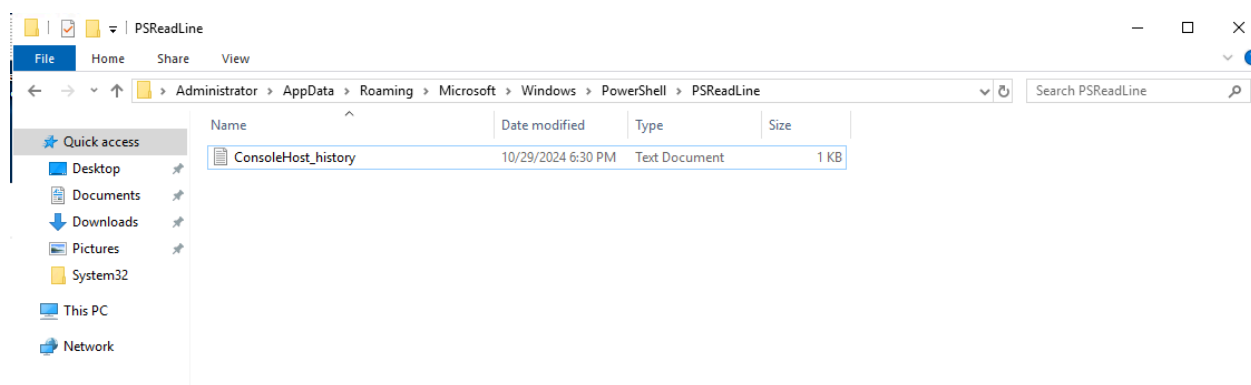 PSReadLine
File Home Share View
Administrator > AppData > Roaming > Microsoft > Windows > PowerShell > PSReadLine Search PSReadLine
Name Date modified Type Size
Quick access
ConsoleHost_history 10/29/2024 6:30 PM Text Document 1 KB
Desktop
Documents
Downloads
Pictures
System32
This PC
Network